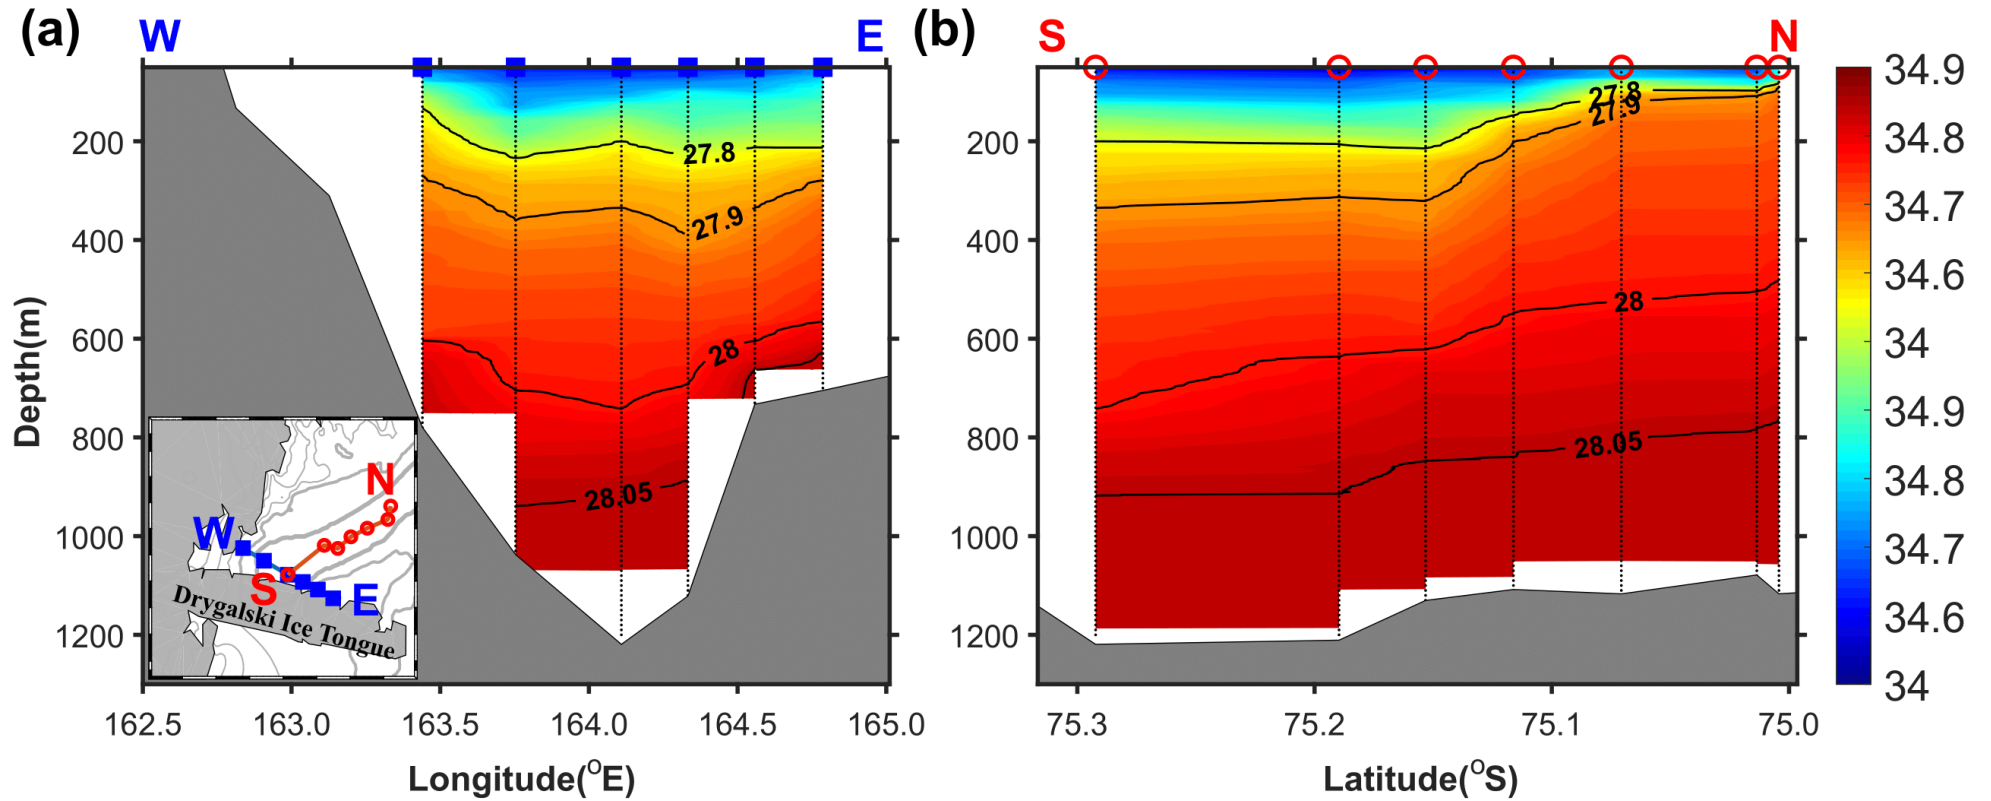 (a) W E
(b) S N
Depth(m)
200
400
600
800
1000
1200
27.8
27.9
28
28.05
W
S
E
N
Drygalski Ice Tongue
162.5 163.0 163.5 164.0 164.5 165.0
Longitude(°E)
200
400
600
800
1000
1200
27.8
27.9
28
28.05
75.3 75.2 75.1 75.0
Latitude(°S)
34.9
34.8
34.7
34.6
34
34.9
34.8
34.7
34.6
34